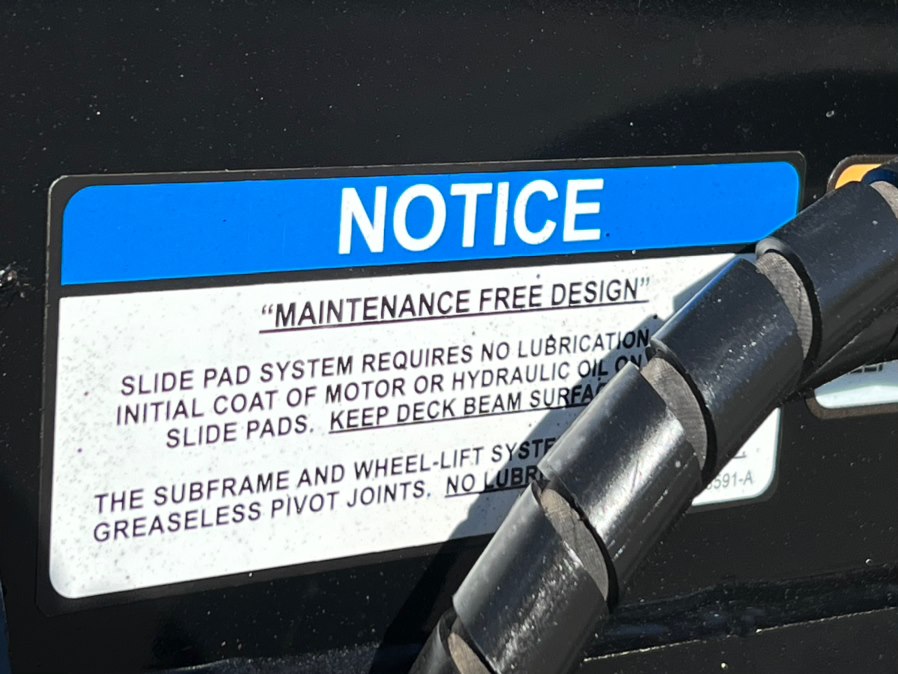 NOTICE
“MAINTENANCE FREE DESIGN”
SLIDE PAD SYSTEM REQUIRES NO LUBRICATION
INITIAL COAT OF MOTOR OR HYDRAULIC OIL ON
SLIDE PADS. KEEP DECK BEAM
THE SUBFRAME AND WHEEL-LIFT
GREASELESS PIVOT JOINTS. NO
591-A